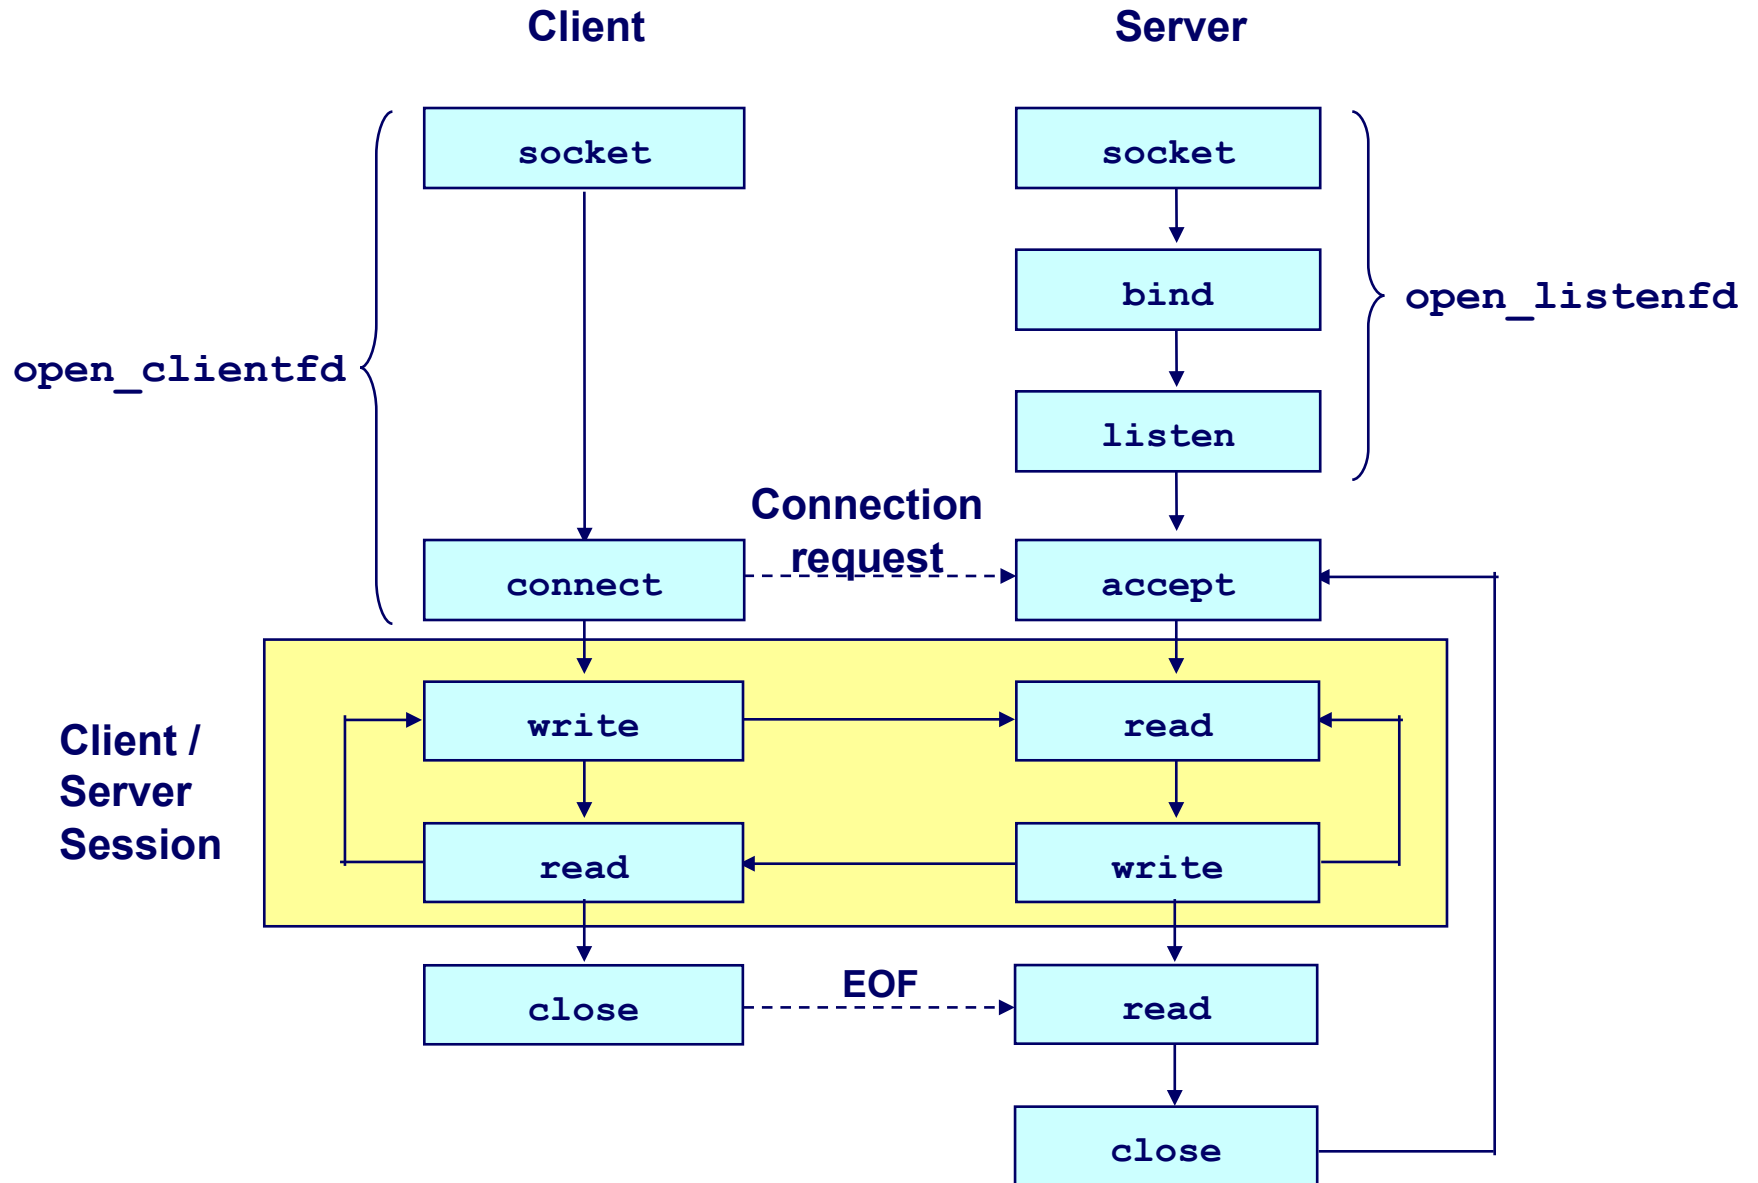 Client
Server
socket
socket
bind
open_listenfd
open_clientfd
listen
Connection
request
connect
accept
Client /
Server
Session
write
read
read
write
close
EOF
read
close